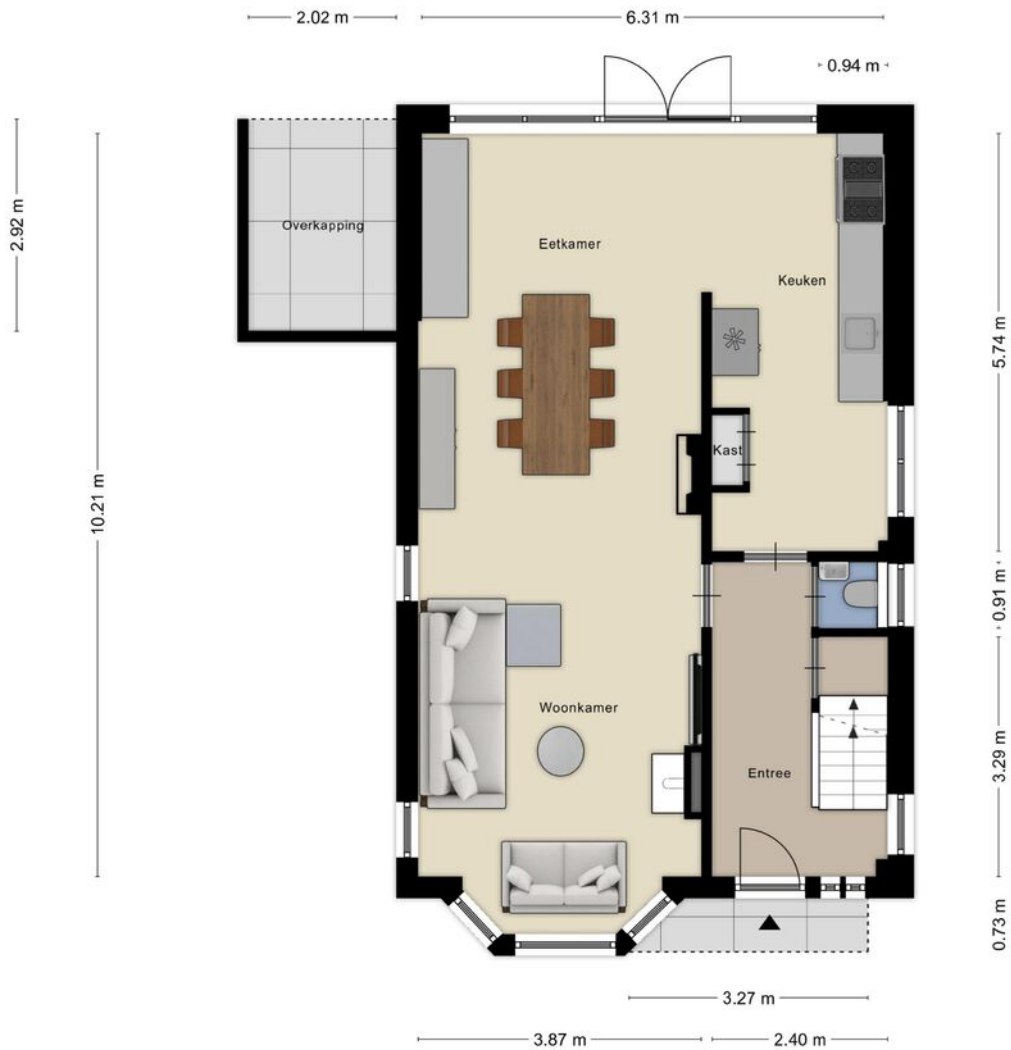 2.02 m
6.31 m
0.94 m
2.92 m
10.21 m
Overkapping
Eetkamer
Keuken
5.74 m
Kast
0.91 m
Woonkamer
3.29 m
Entree
0.73 m
3.27 m
3.87 m
2.40 m